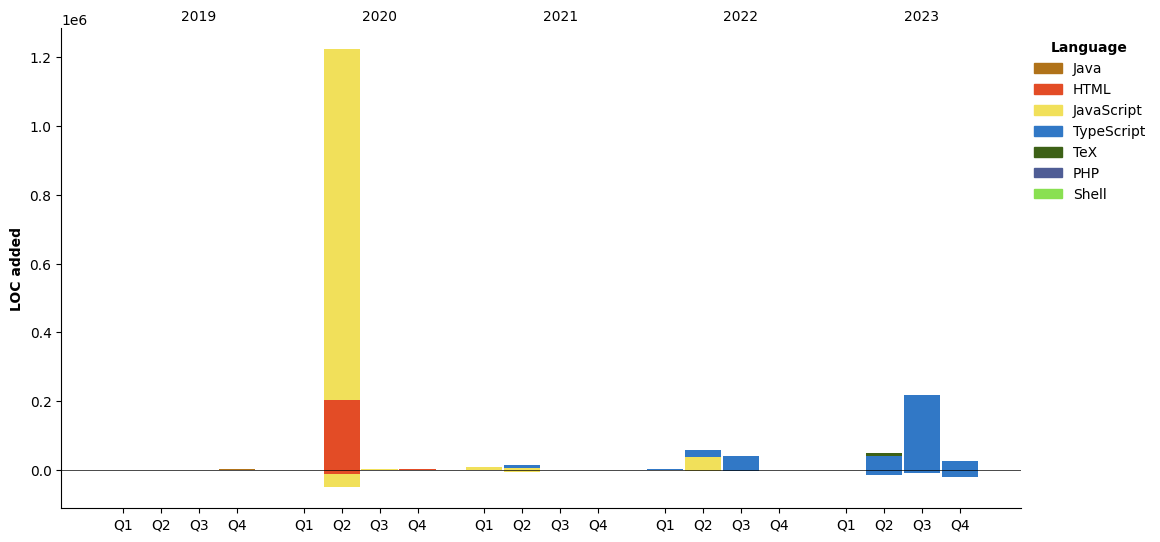 1e6
2019 2020 2021 2022 2023
Language
Java
HTML
JavaScript
TypeScript
TeX
PHP
Shell
LOC added
1.2
1.0
0.8
0.6
0.4
0.2
0.0
Q1 Q2 Q3 Q4 Q1 Q2 Q3 Q4 Q1 Q2 Q3 Q4 Q1 Q2 Q3 Q4 Q1 Q2 Q3 Q4